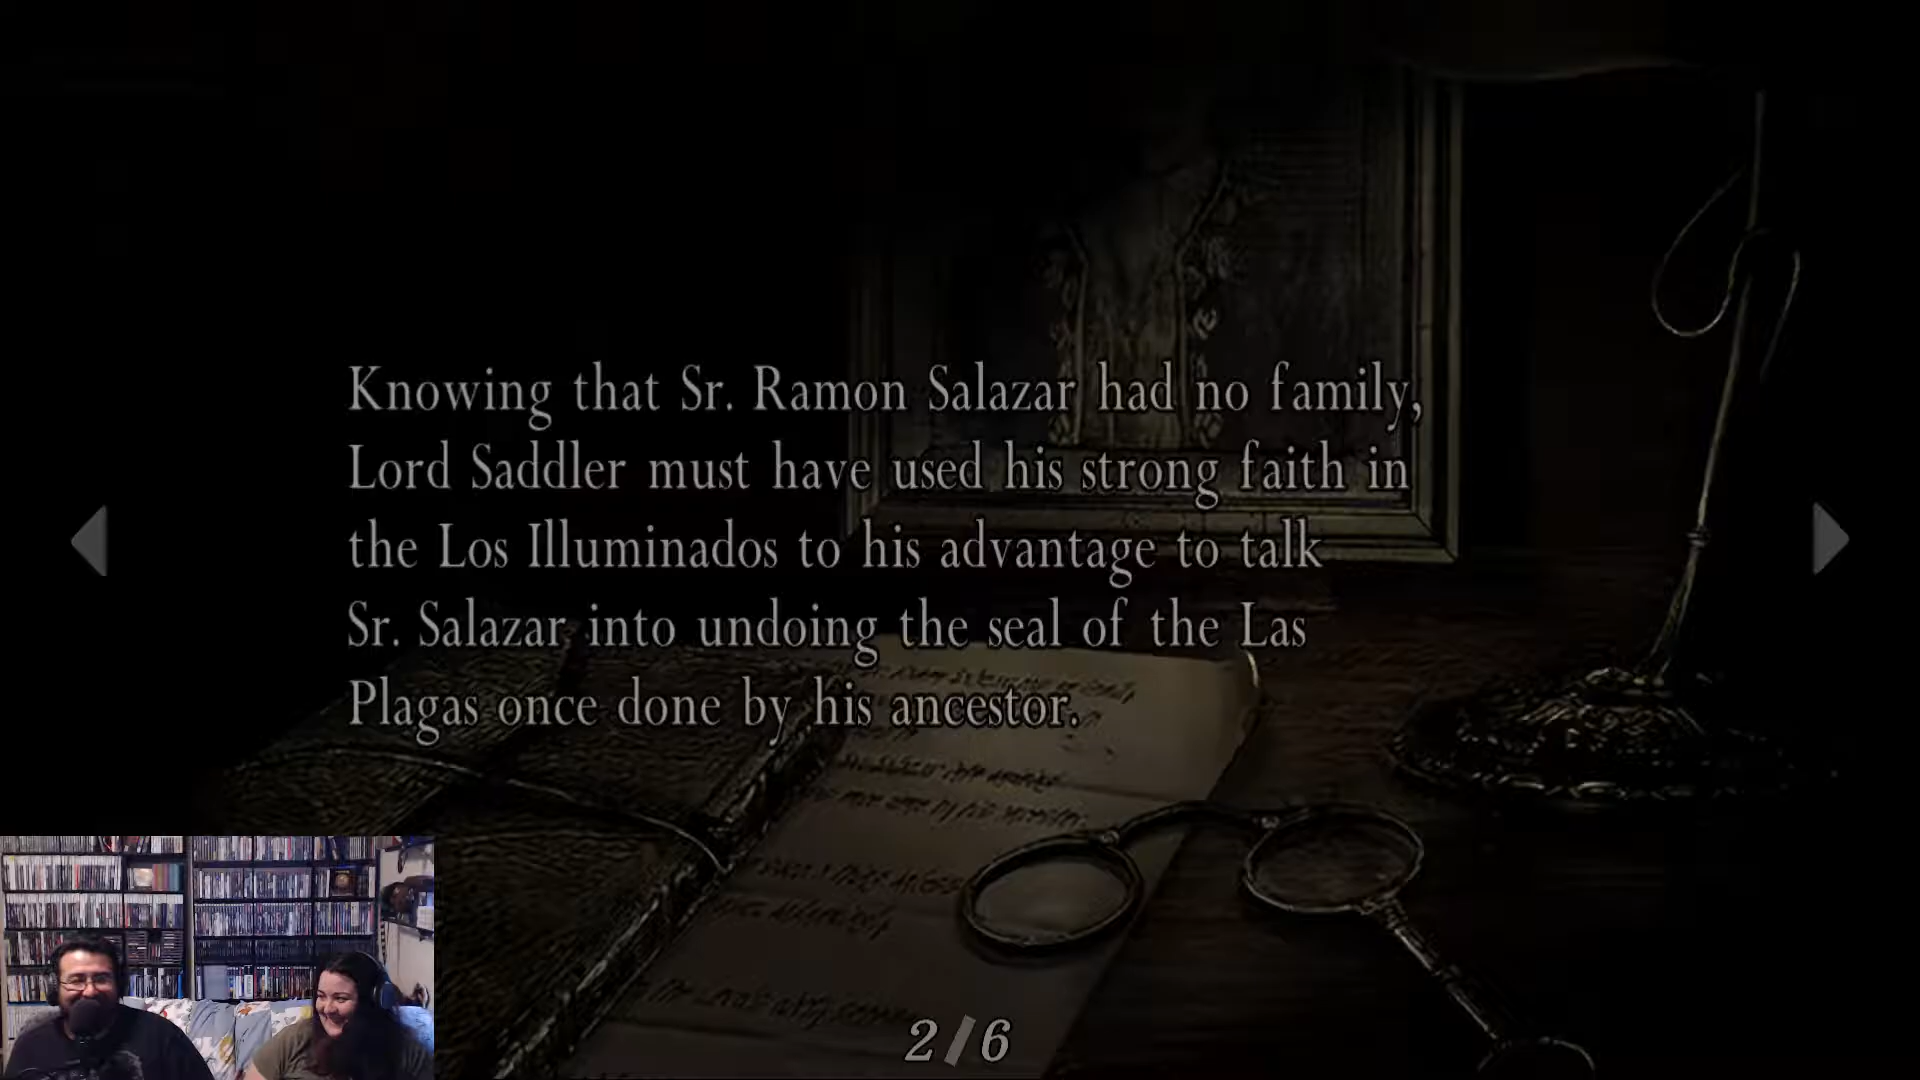 Knowing that Sr. Ramon Salazar had no family,
Lord Saddler must have used his strong faith in
the Los Illuminados to his advantage to talk
Sr. Salazar into undoing the seal of the Las
Plagas once done by his ancestor.
2/6